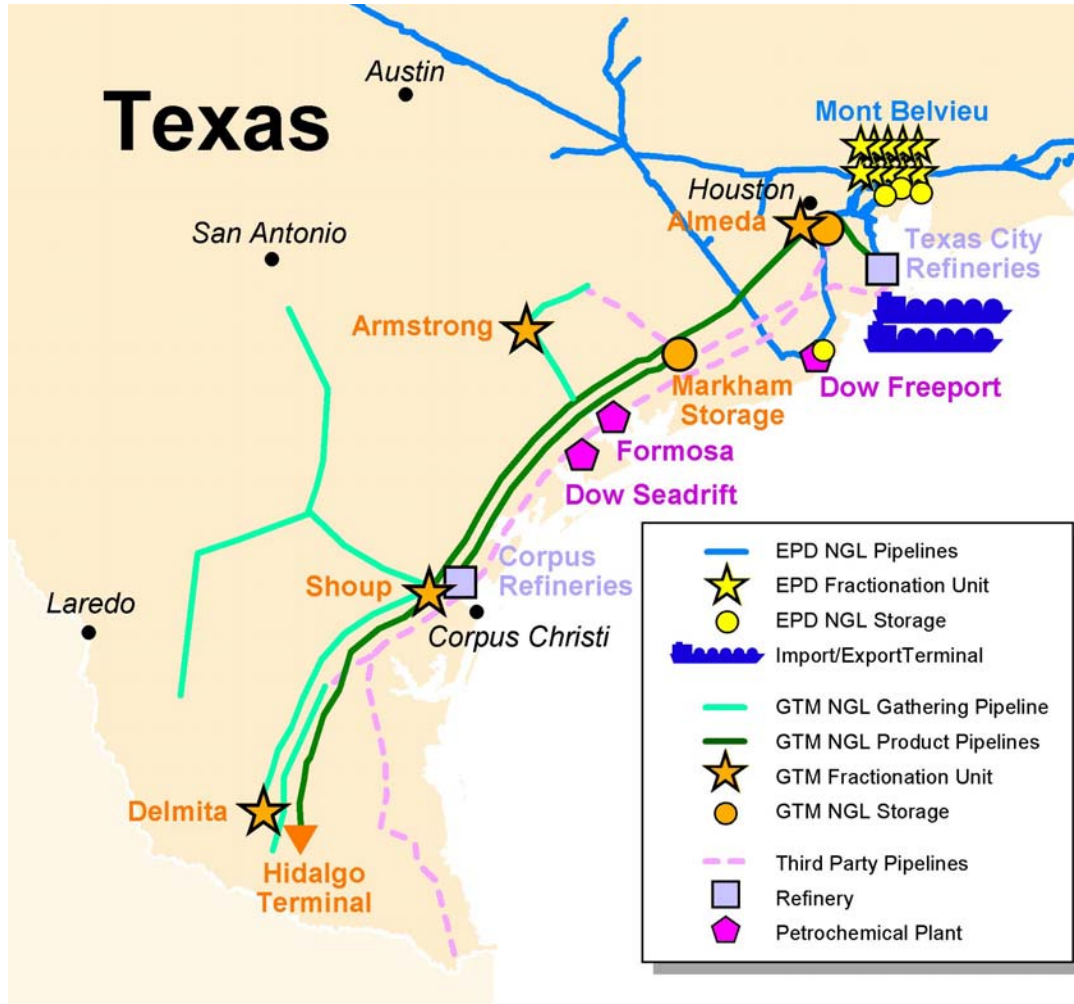 Texas
Austin
Mont Belvieu
Houston
Almeda
San Antonio
Texas City
Refineries
Armstrong
Markham
Storage
Dow Freeport
Formosa
Dow Seadrift
Corpus
Refineries
Shoup
Laredo
Corpus Christi
Delmita
Hidalgo
Terminal
EPD NGL Pipelines
EPD Fractionation Unit
EPD NGL Storage
Import/ExportTerminal
GTM NGL Gathering Pipeline
GTM NGL Product Pipelines
GTM Fractionation Unit
GTM NGL Storage
Third Party Pipelines
Refinery
Petrochemical Plant